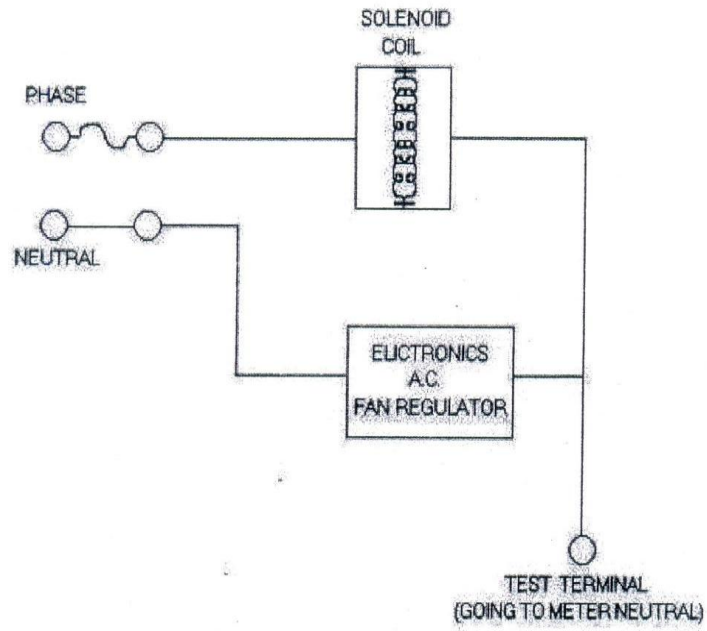 SOLENOID
COIL
PHASE
NEUTRAL
ELICTRONICS
A.C.
FAN REGULATOR
TEST TERMINAL
(GOING TO METER NEUTRAL)